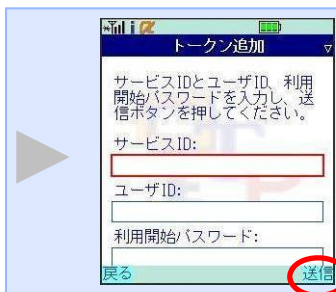 トークン追加
サービスIDとユーザID、利用
開始パスワードを入力し、送
信ボタンを押してください。
サービスID:
ユーザID:
利用開始パスワード:
戻る
送信